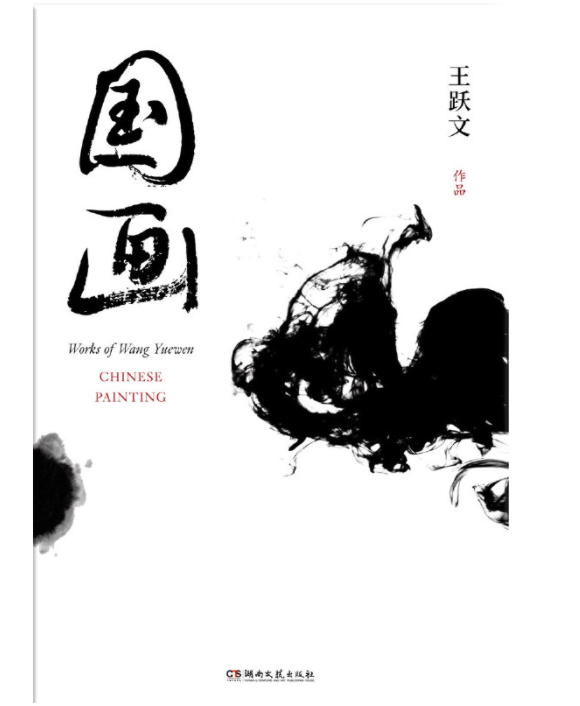 国画
Works of Wang Yuewen
CHINESE
PAINTING
王跃文
作品
CTS 湖南文艺出版社